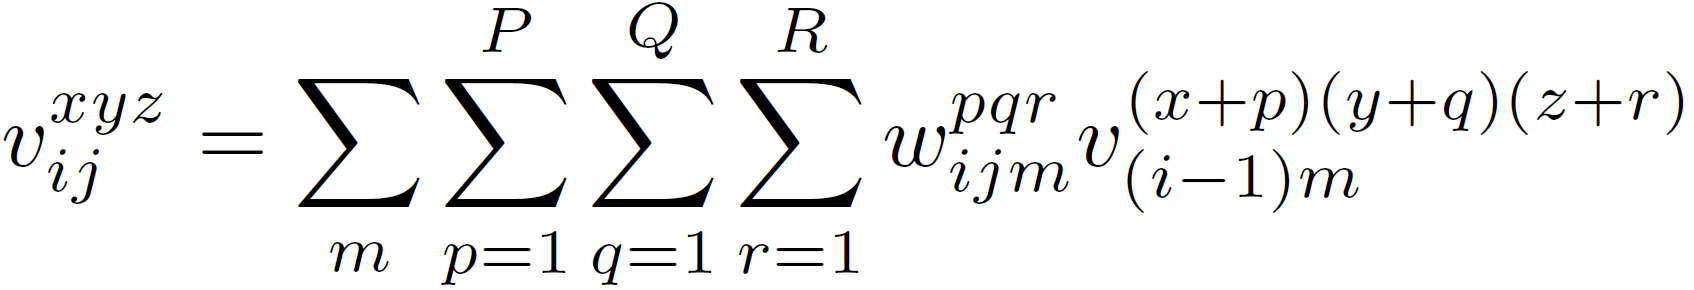 v_{ij}^{xyz} = \sum_{m} \sum_{p=1}^{P} \sum_{q=1}^{Q} \sum_{r=1}^{R} w_{ijm}^{pqr} v_{(i-1)m}^{(x+p)(y+q)(z+r)}